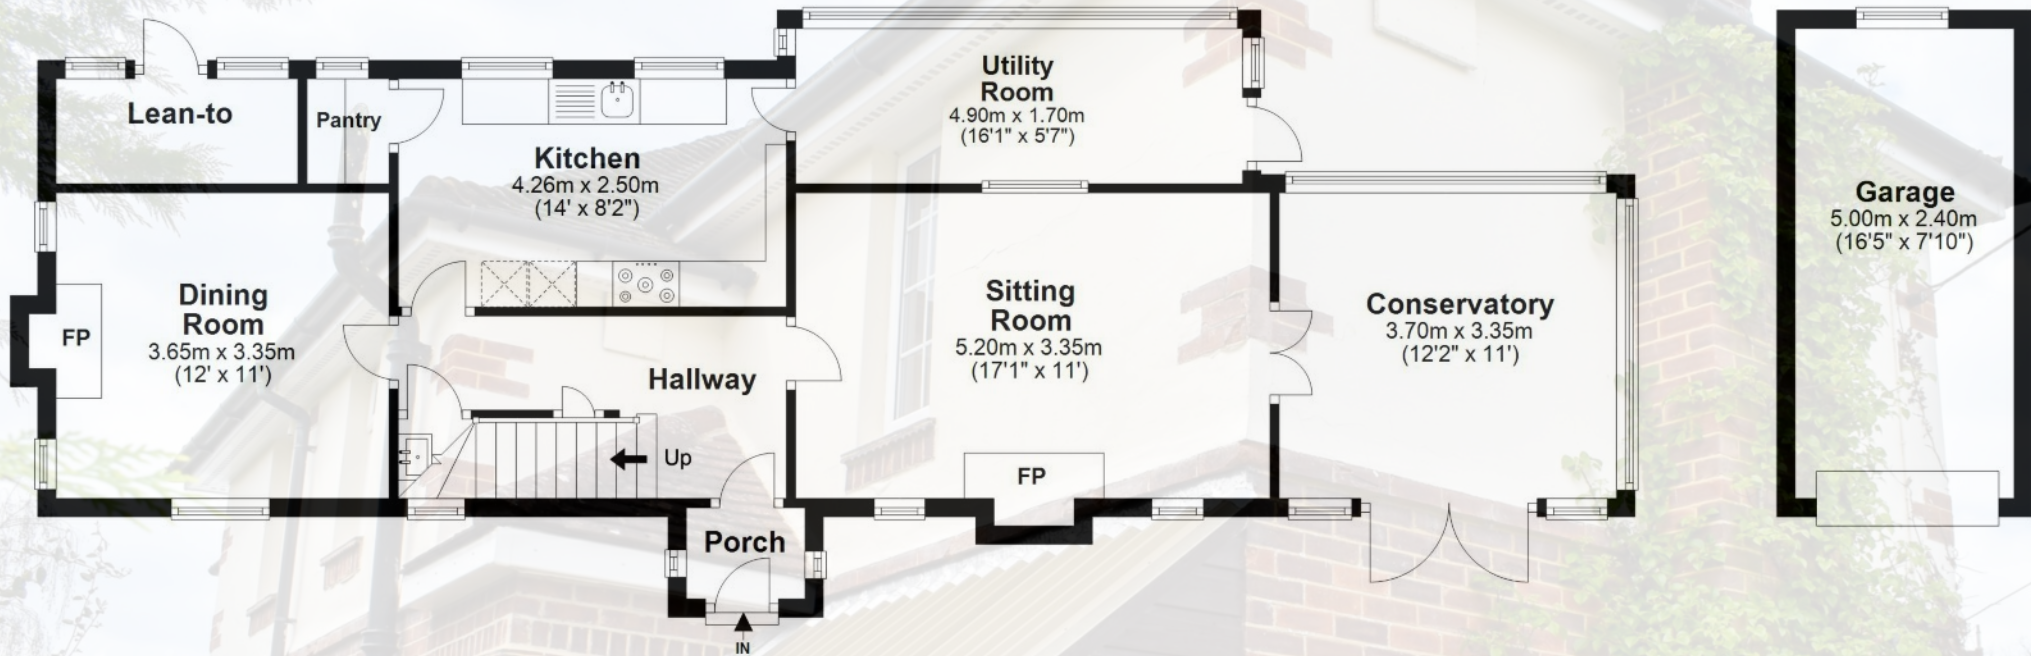 Lean-to
Pantry
Kitchen
4.26m x 2.50m
(14' x 8'2")
Utility
Room
4.90m x 1.70m
(16'1" x 5'7")
Garage
5.00m x 2.40m
(16'5" x 7'10")
Dining
Room
3.65m x 3.35m
(12' x 11')
FP
Hallway
Up
Sitting
Room
5.20m x 3.35m
(17'1" x 11')
FP
Conservatory
3.70m x 3.35m
(12'2" x 11')
Porch
IN